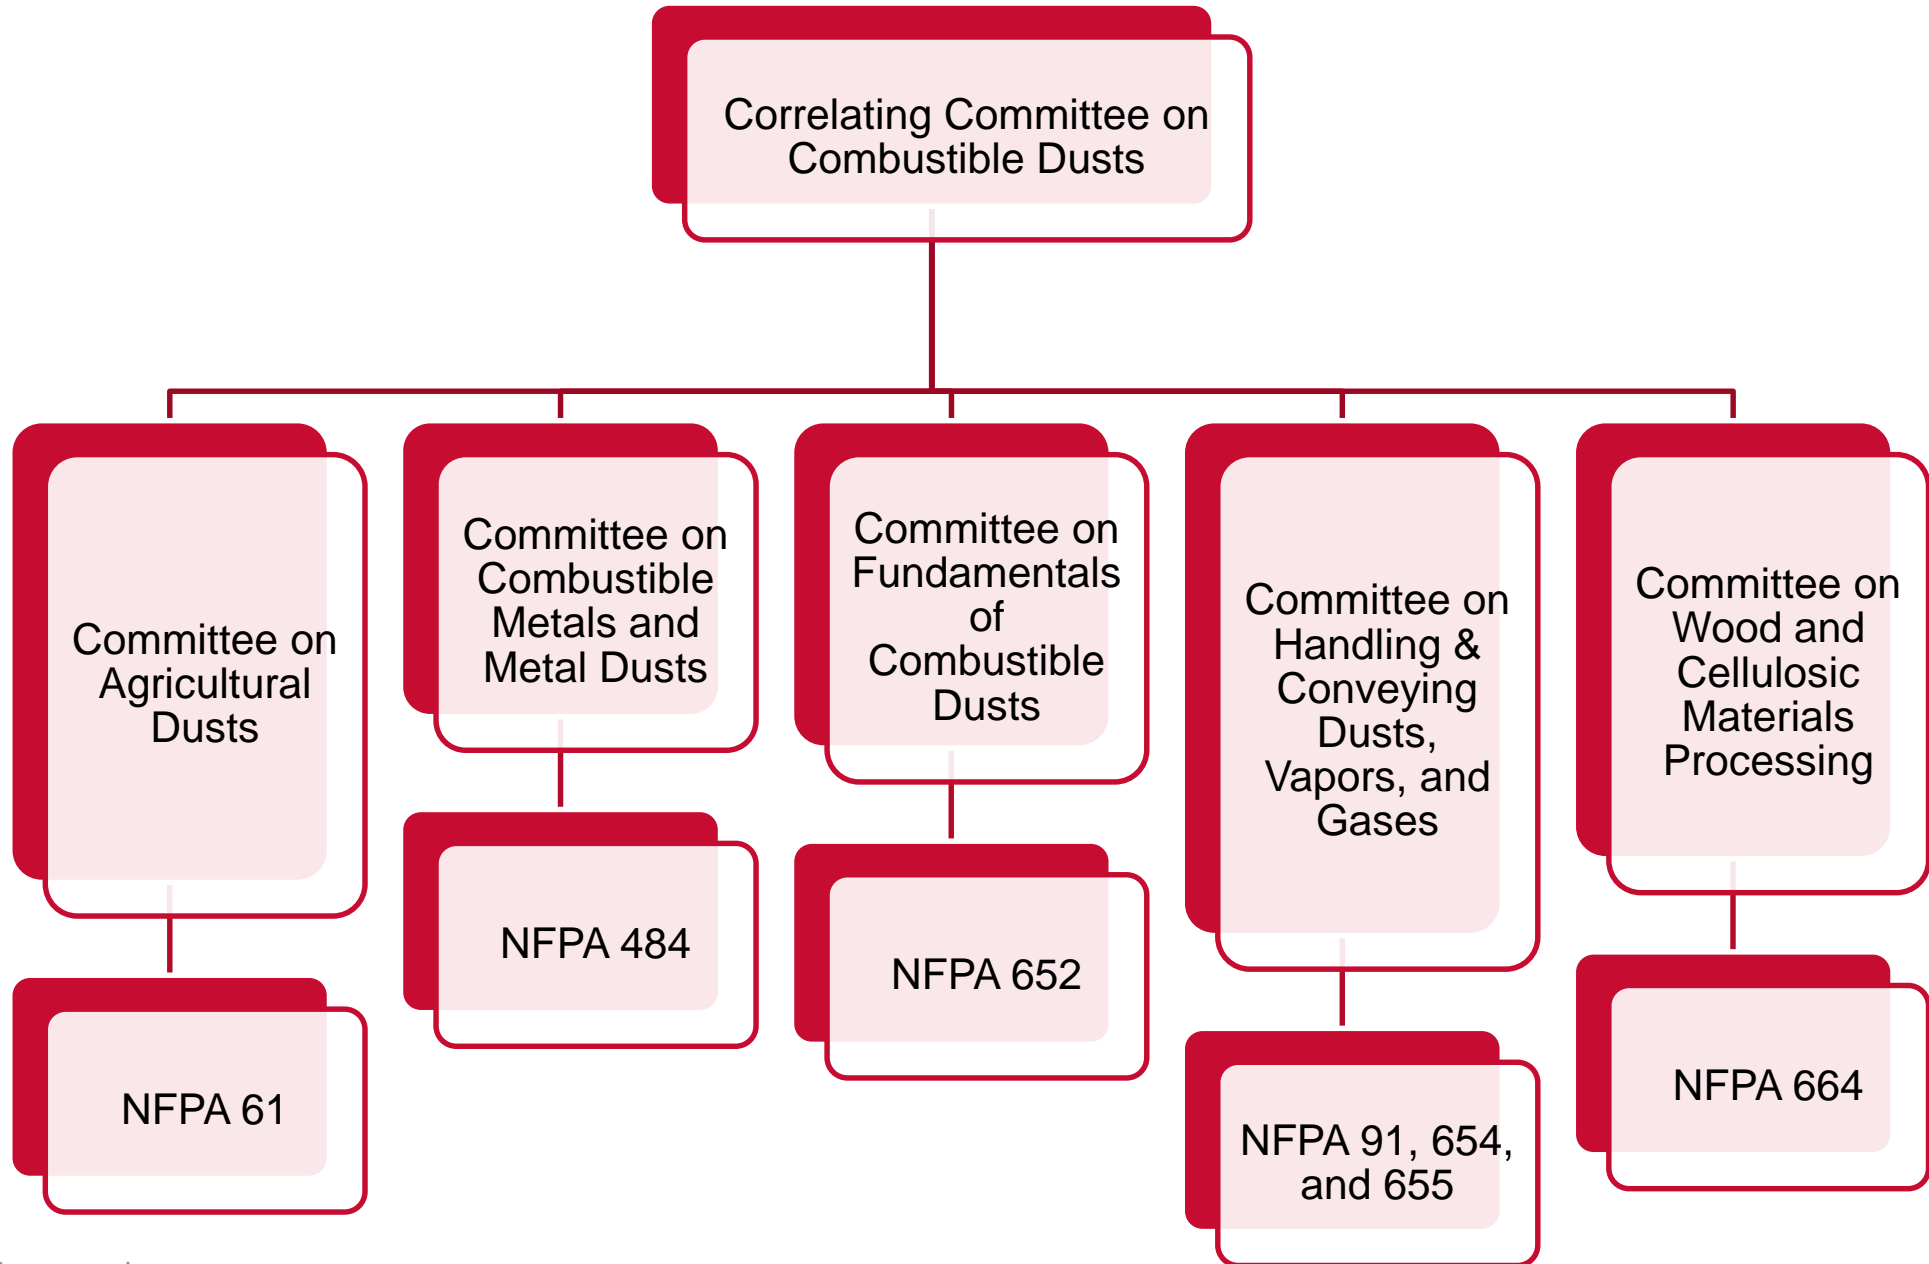 Correlating Committee on
Combustible Dusts
Committee on
Agricultural
Dusts
NFPA 61
Committee on
Combustible
Metals and
Metal Dusts
NFPA 484
Committee on
Fundamentals
of
Combustible
Dusts
NFPA 652
Committee on
Handling &
Conveying
Dusts,
Vapors, and
Gases
NFPA 91, 654,
and 655
Committee on
Wood and
Cellulosic
Materials
Processing
NFPA 664